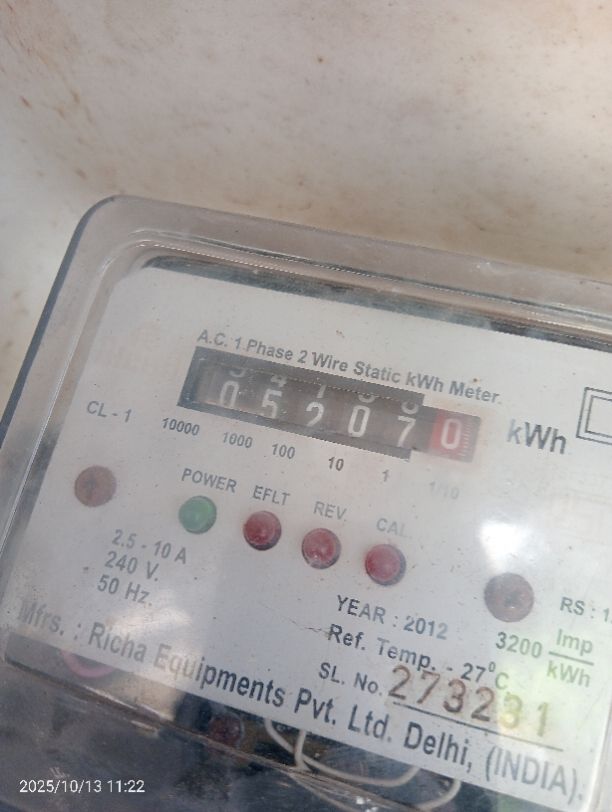 A.C. 1 Phase 2 Wire Static kWh Meter.
052070 kWh
CL - 1
10000 1000 100 10 1 1/10
POWER EFLT REV. CAL.
2.5 - 10 A
240 V.
50 Hz.
YEAR : 2012
Ref. Temp. - 27°C
RS : 1
3200 Imp
kWh
SL. No. 273231
Mfrs. : Richa Equipments Pvt. Ltd. Delhi, (INDIA).
2025/10/13 11:22